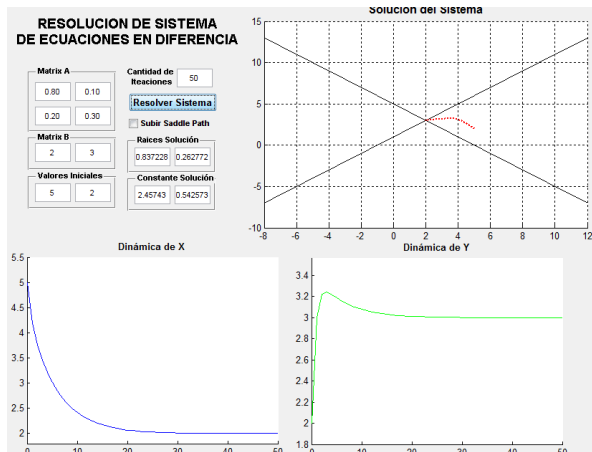 RESOLUCION DE SISTEMA
DE ECUACIONES EN DIFERENCIA
Matrix A
0.80 0.10
0.20 0.30
Matrix B
2 3
Valores Iniciales
5 2
Cantidad de
Iteaciones
50
Resolver Sistema
Subir Saddle Path
Raices Solución
0.837228 0.262772
Constante Solución
2.45743 0.542573
Solución del Sistema
15
10
5
0
-5
-10
-8 -6 -4 -2 0 2 4 6 8 10 12
Dinámica de X
5.5
5
4.5
4
3.5
3
2.5
2
0 10 20 30 40 50
Dinámica de Y
3.4
3.2
3
2.8
2.6
2.4
2.2
2
1.8
0 10 20 30 40 50